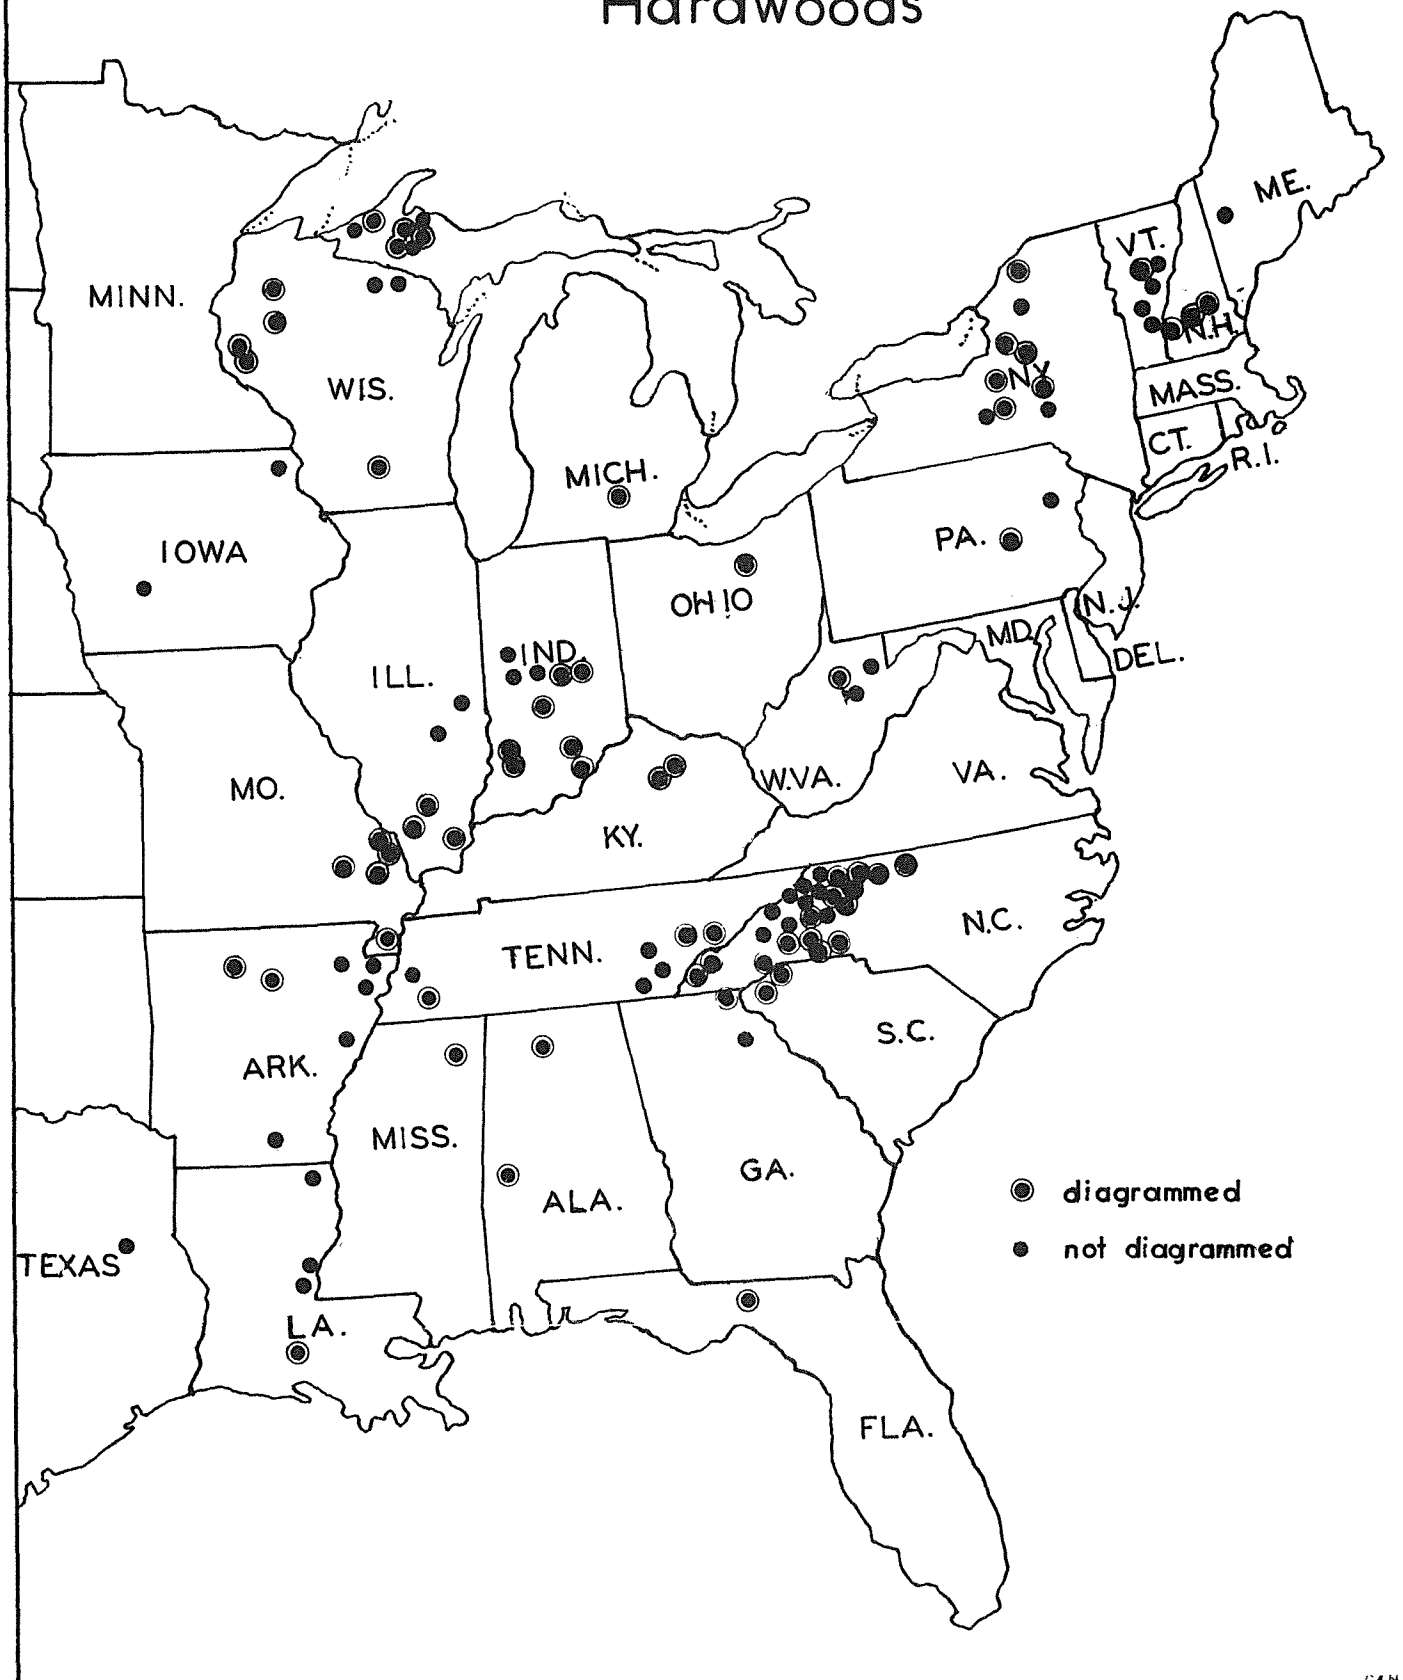 Hardwoods
ME.
VT.
MINN.
N.H.
WIS.
NY
MASS.
CT.
R.I.
MICH.
PA.
IOWA
OHIO
N.J.
MD.
DEL.
IND.
ILL.
MO.
W.VA.
VA.
KY.
N.C.
TENN.
S.C.
ARK.
MISS.
GA.
ALA.
diagrammed
not diagrammed
TEXAS
LA.
FLA.